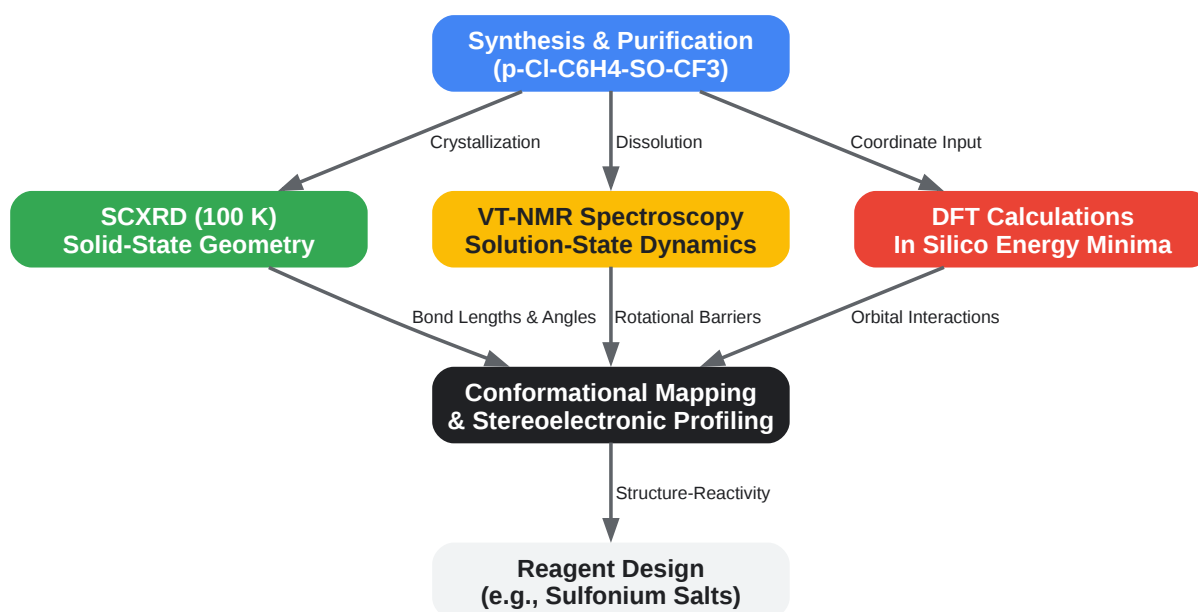 Synthesis & Purification
(p-Cl-C6H4-SO-CF3)
Crystallization
Dissolution
Coordinate Input
SCXRD (100 K)
Solid-State Geometry
VT-NMR Spectroscopy
Solution-State Dynamics
DFT Calculations
In Silico Energy Minima
Bond Lengths & Angles
Rotational Barriers
Orbital Interactions
Conformational Mapping
& Stereoelectronic Profiling
Structure-Reactivity
Reagent Design
(e.g., Sulfonium Salts)